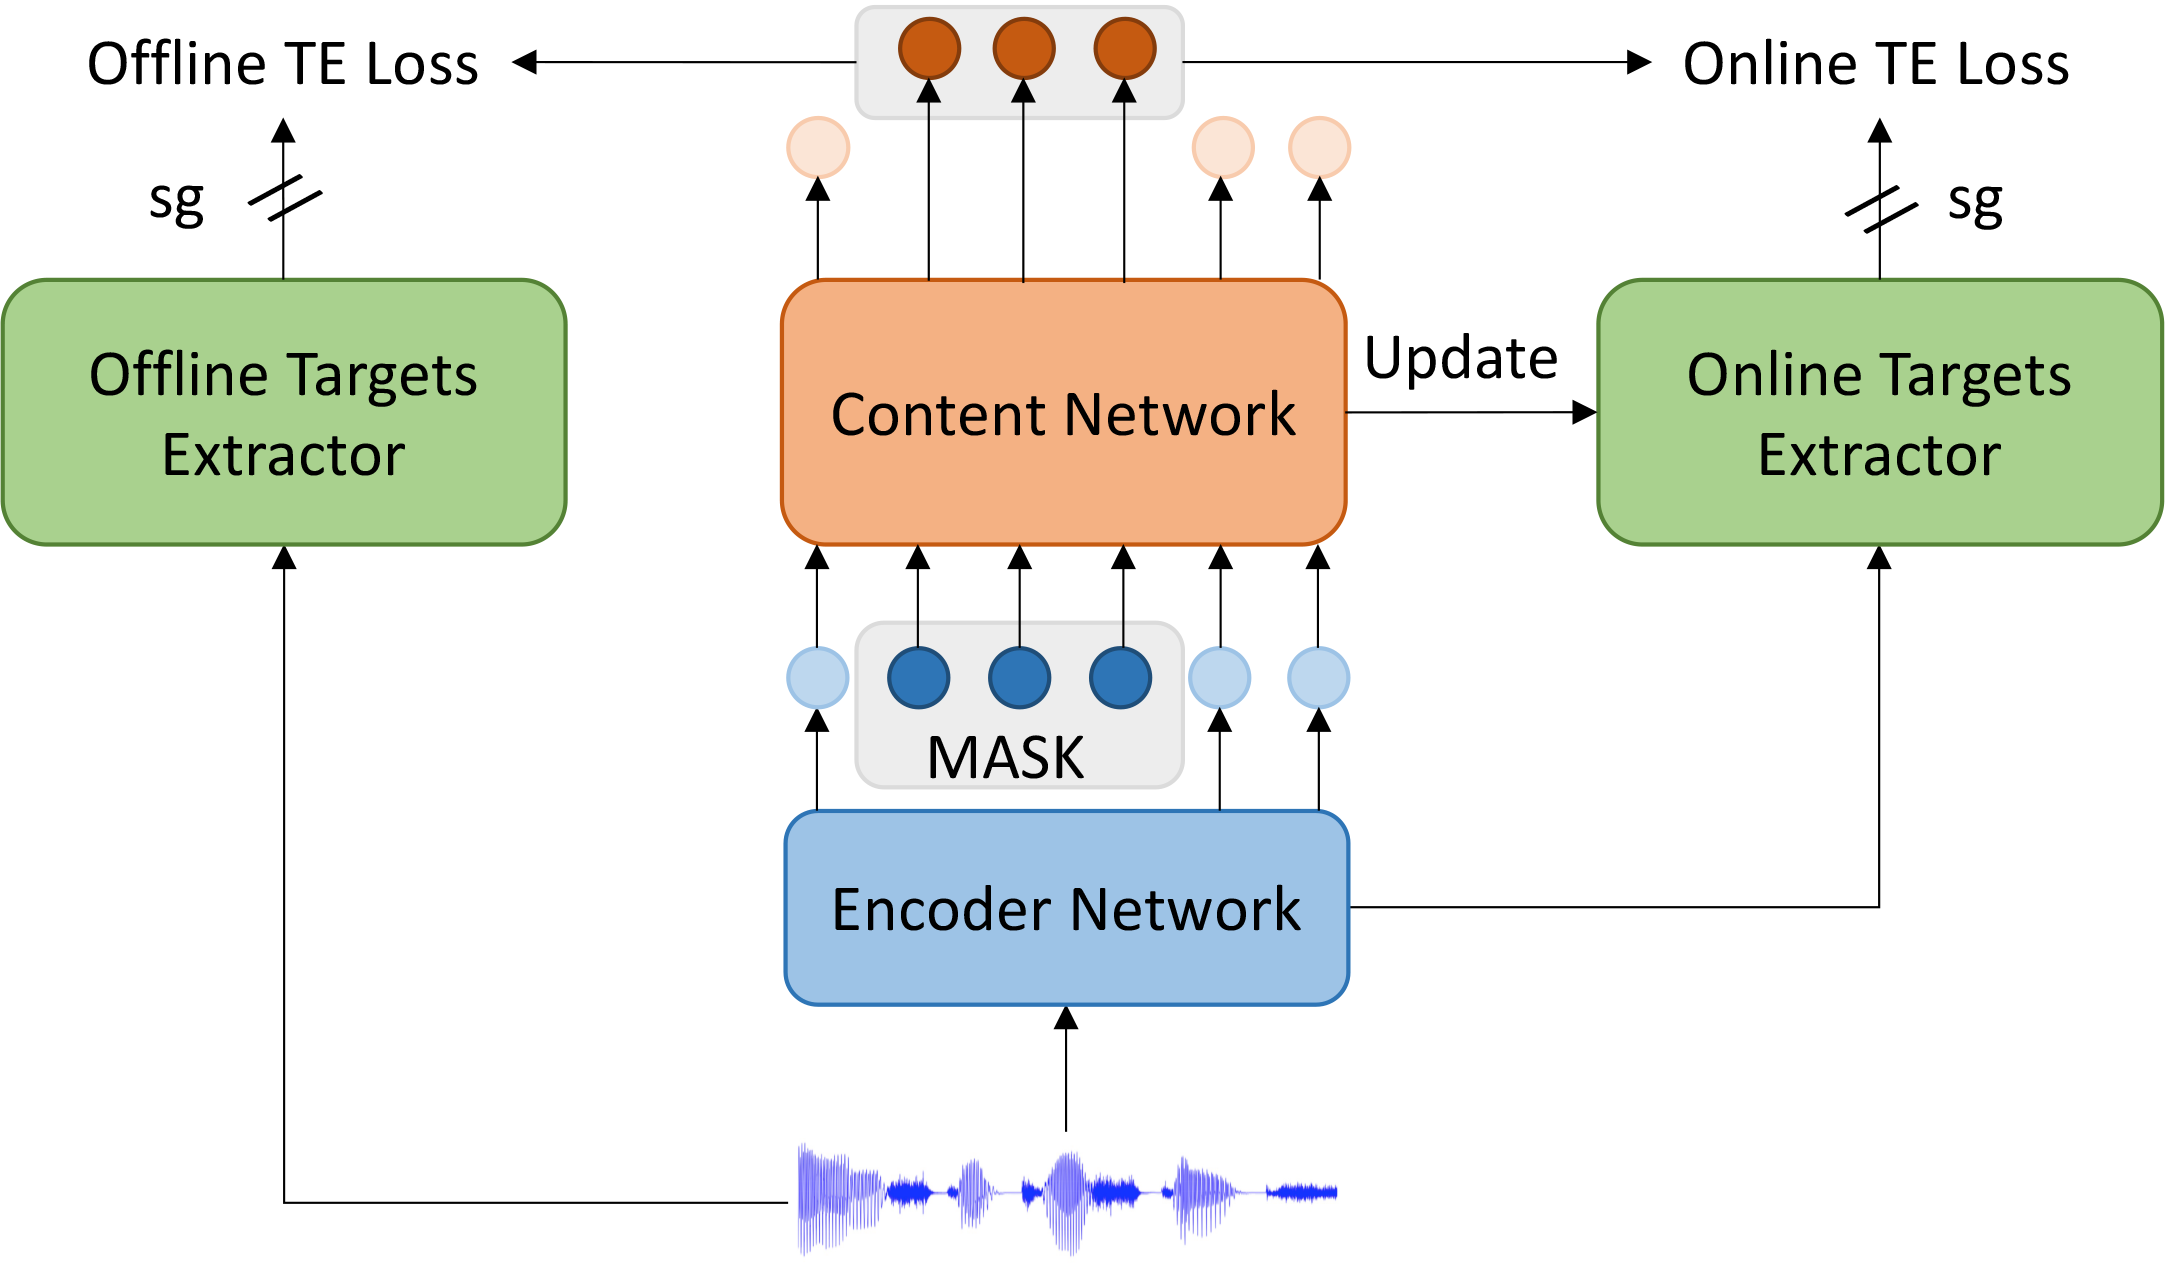 Offline TE Loss
Online TE Loss
sg
sg
Offline Targets
Extractor
Content Network
Update
Online Targets
Extractor
MASK
Encoder Network